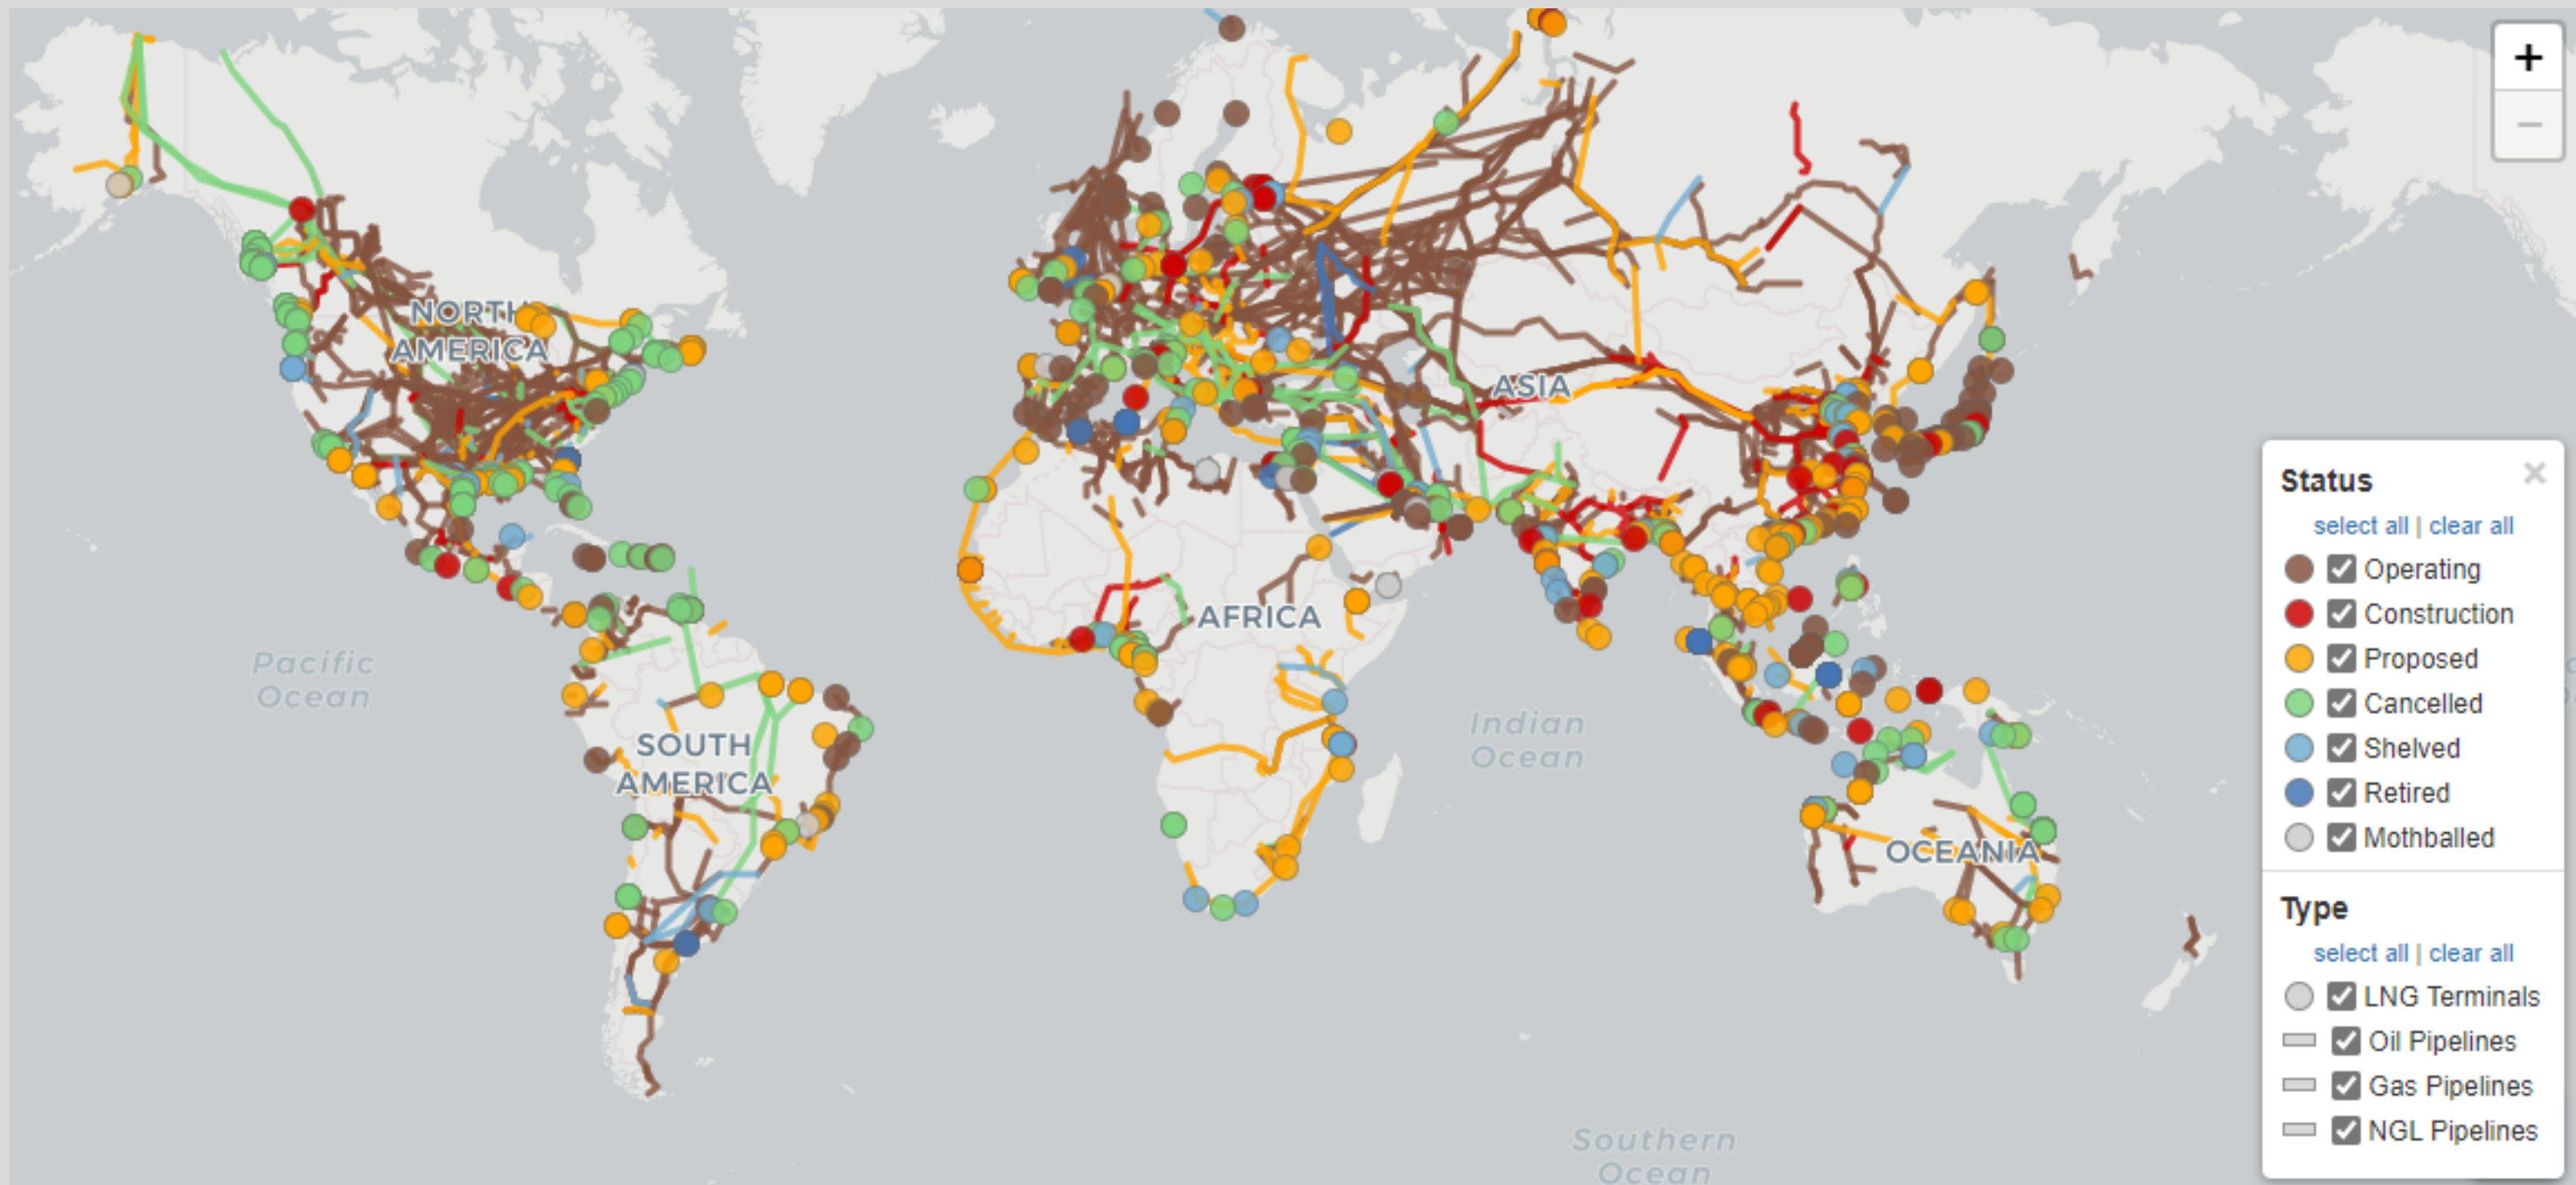 NORTH
AMERICA
ASIA
AFRICA
Pacific
Ocean
SOUTH
AMERICA
Indian
Ocean
OCEANIA
Southern
Ocean
+
−
Status
×
select all | clear all
Operating
Construction
Proposed
Cancelled
Shelved
Retired
Mothballed
Type
select all | clear all
LNG Terminals
Oil Pipelines
Gas Pipelines
NGL Pipelines